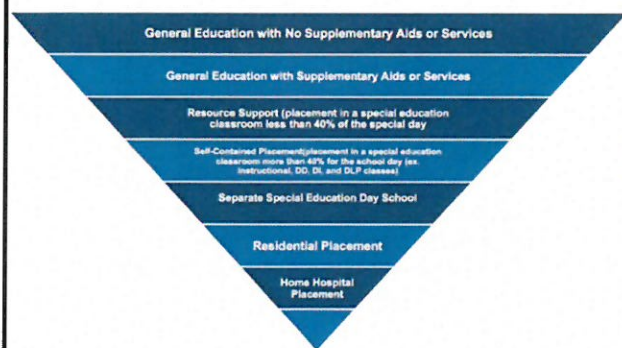 General Education with No Supplementary Aids or Services
General Education with Supplementary Aids or Services
Resource Support (placement in a special education
classroom less than 40% of the special day
Self-Contained Placement(placement in a special education
classroom more than 40% for the school day (ex.
Instructional, DD, DI, and DLP classes)
Separate Special Education Day School
Residential Placement
Home Hospital
Placement